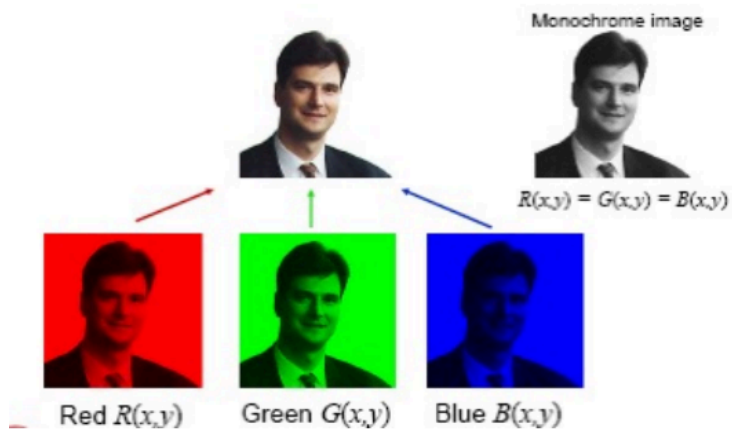 Monochrome image
R(x,y) = G(x,y) = B(x,y)
Red R(x,y)
Green G(x,y)
Blue B(x,y)